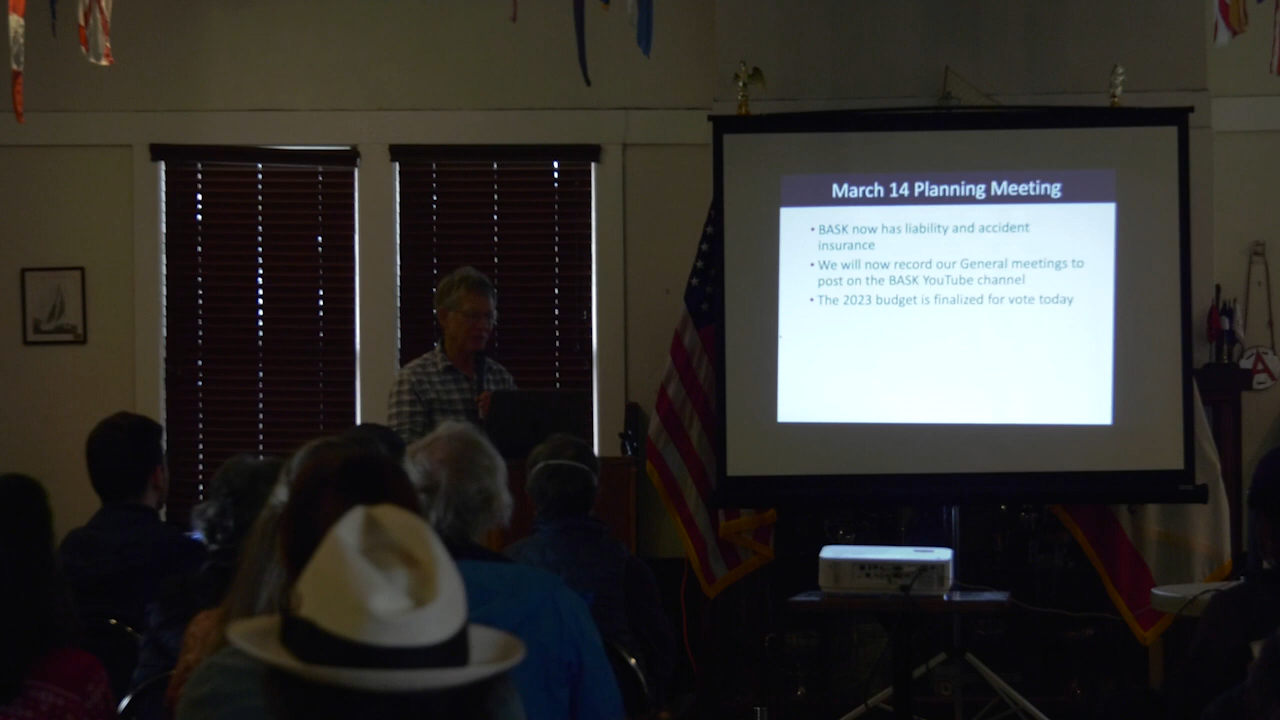 March 14 Planning Meeting
• BASK now has liability and accident
insurance
• We will now record our General meetings to
post on the BASK YouTube channel
• The 2023 budget is finalized for vote today
A